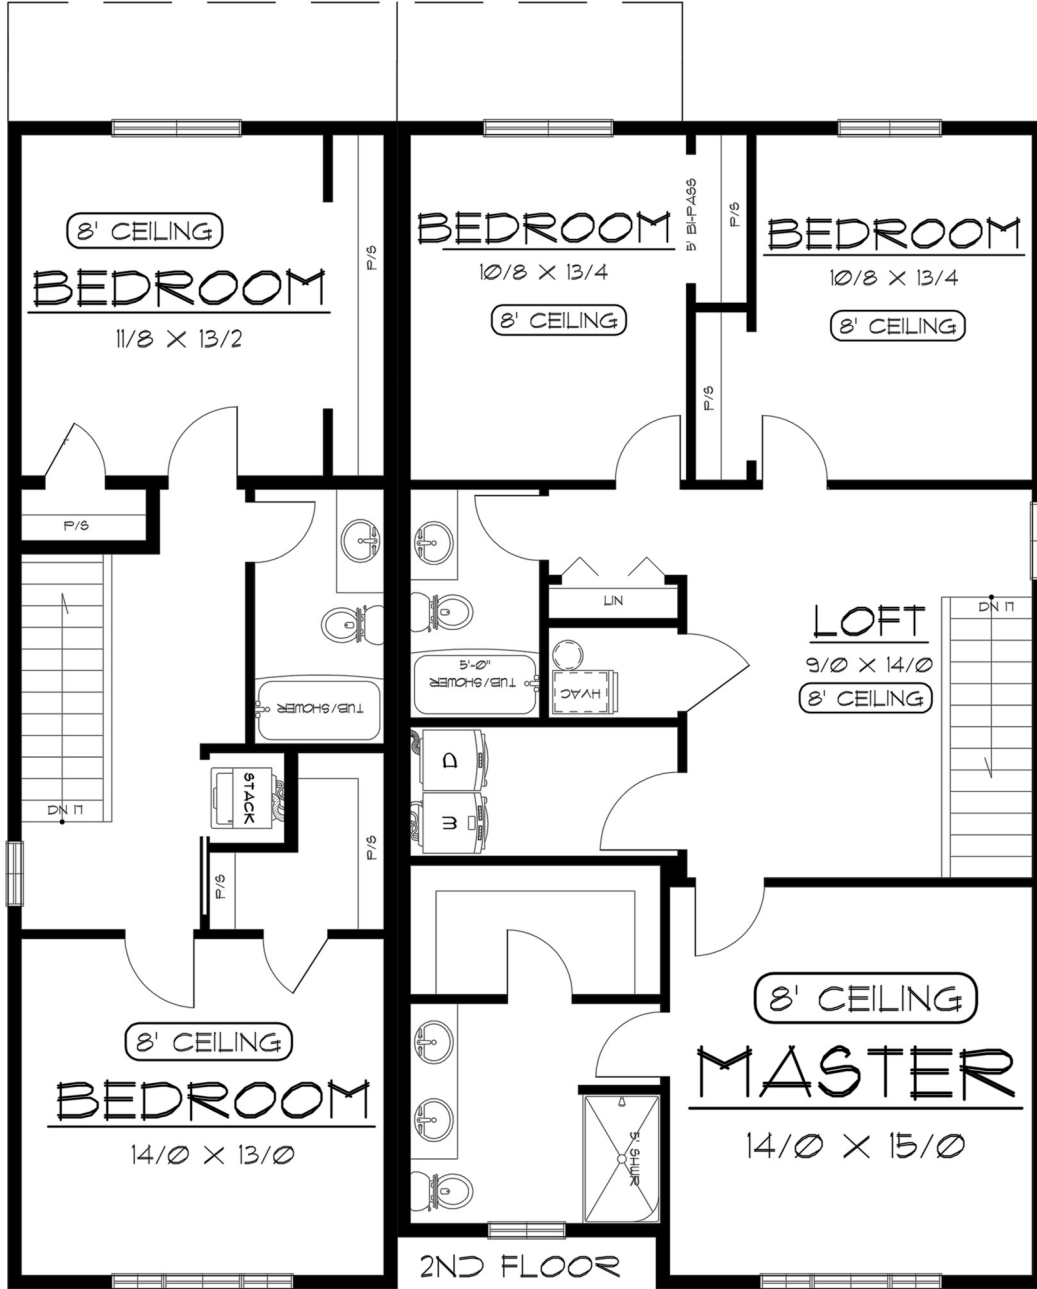 8' CEILING
BEDROOM
11/8 X 13/2
P/S
P/S
BEDROOM
10/8 X 13/4
8' CEILING
5' BI-PASS
P/S
P/S
BEDROOM
10/8 X 13/4
8' CEILING
TUB/SHOWER
5'-0"
TUB/SHOWER
LIN
HVAC
LOFT
9/0 X 14/0
8' CEILING
DN 17
DN 17
STACK
P/S
P/S
D
W
8' CEILING
BEDROOM
14/0 X 13/0
8' CEILING
MASTER
14/0 X 15/0
5' SHWR
2ND FLOOR